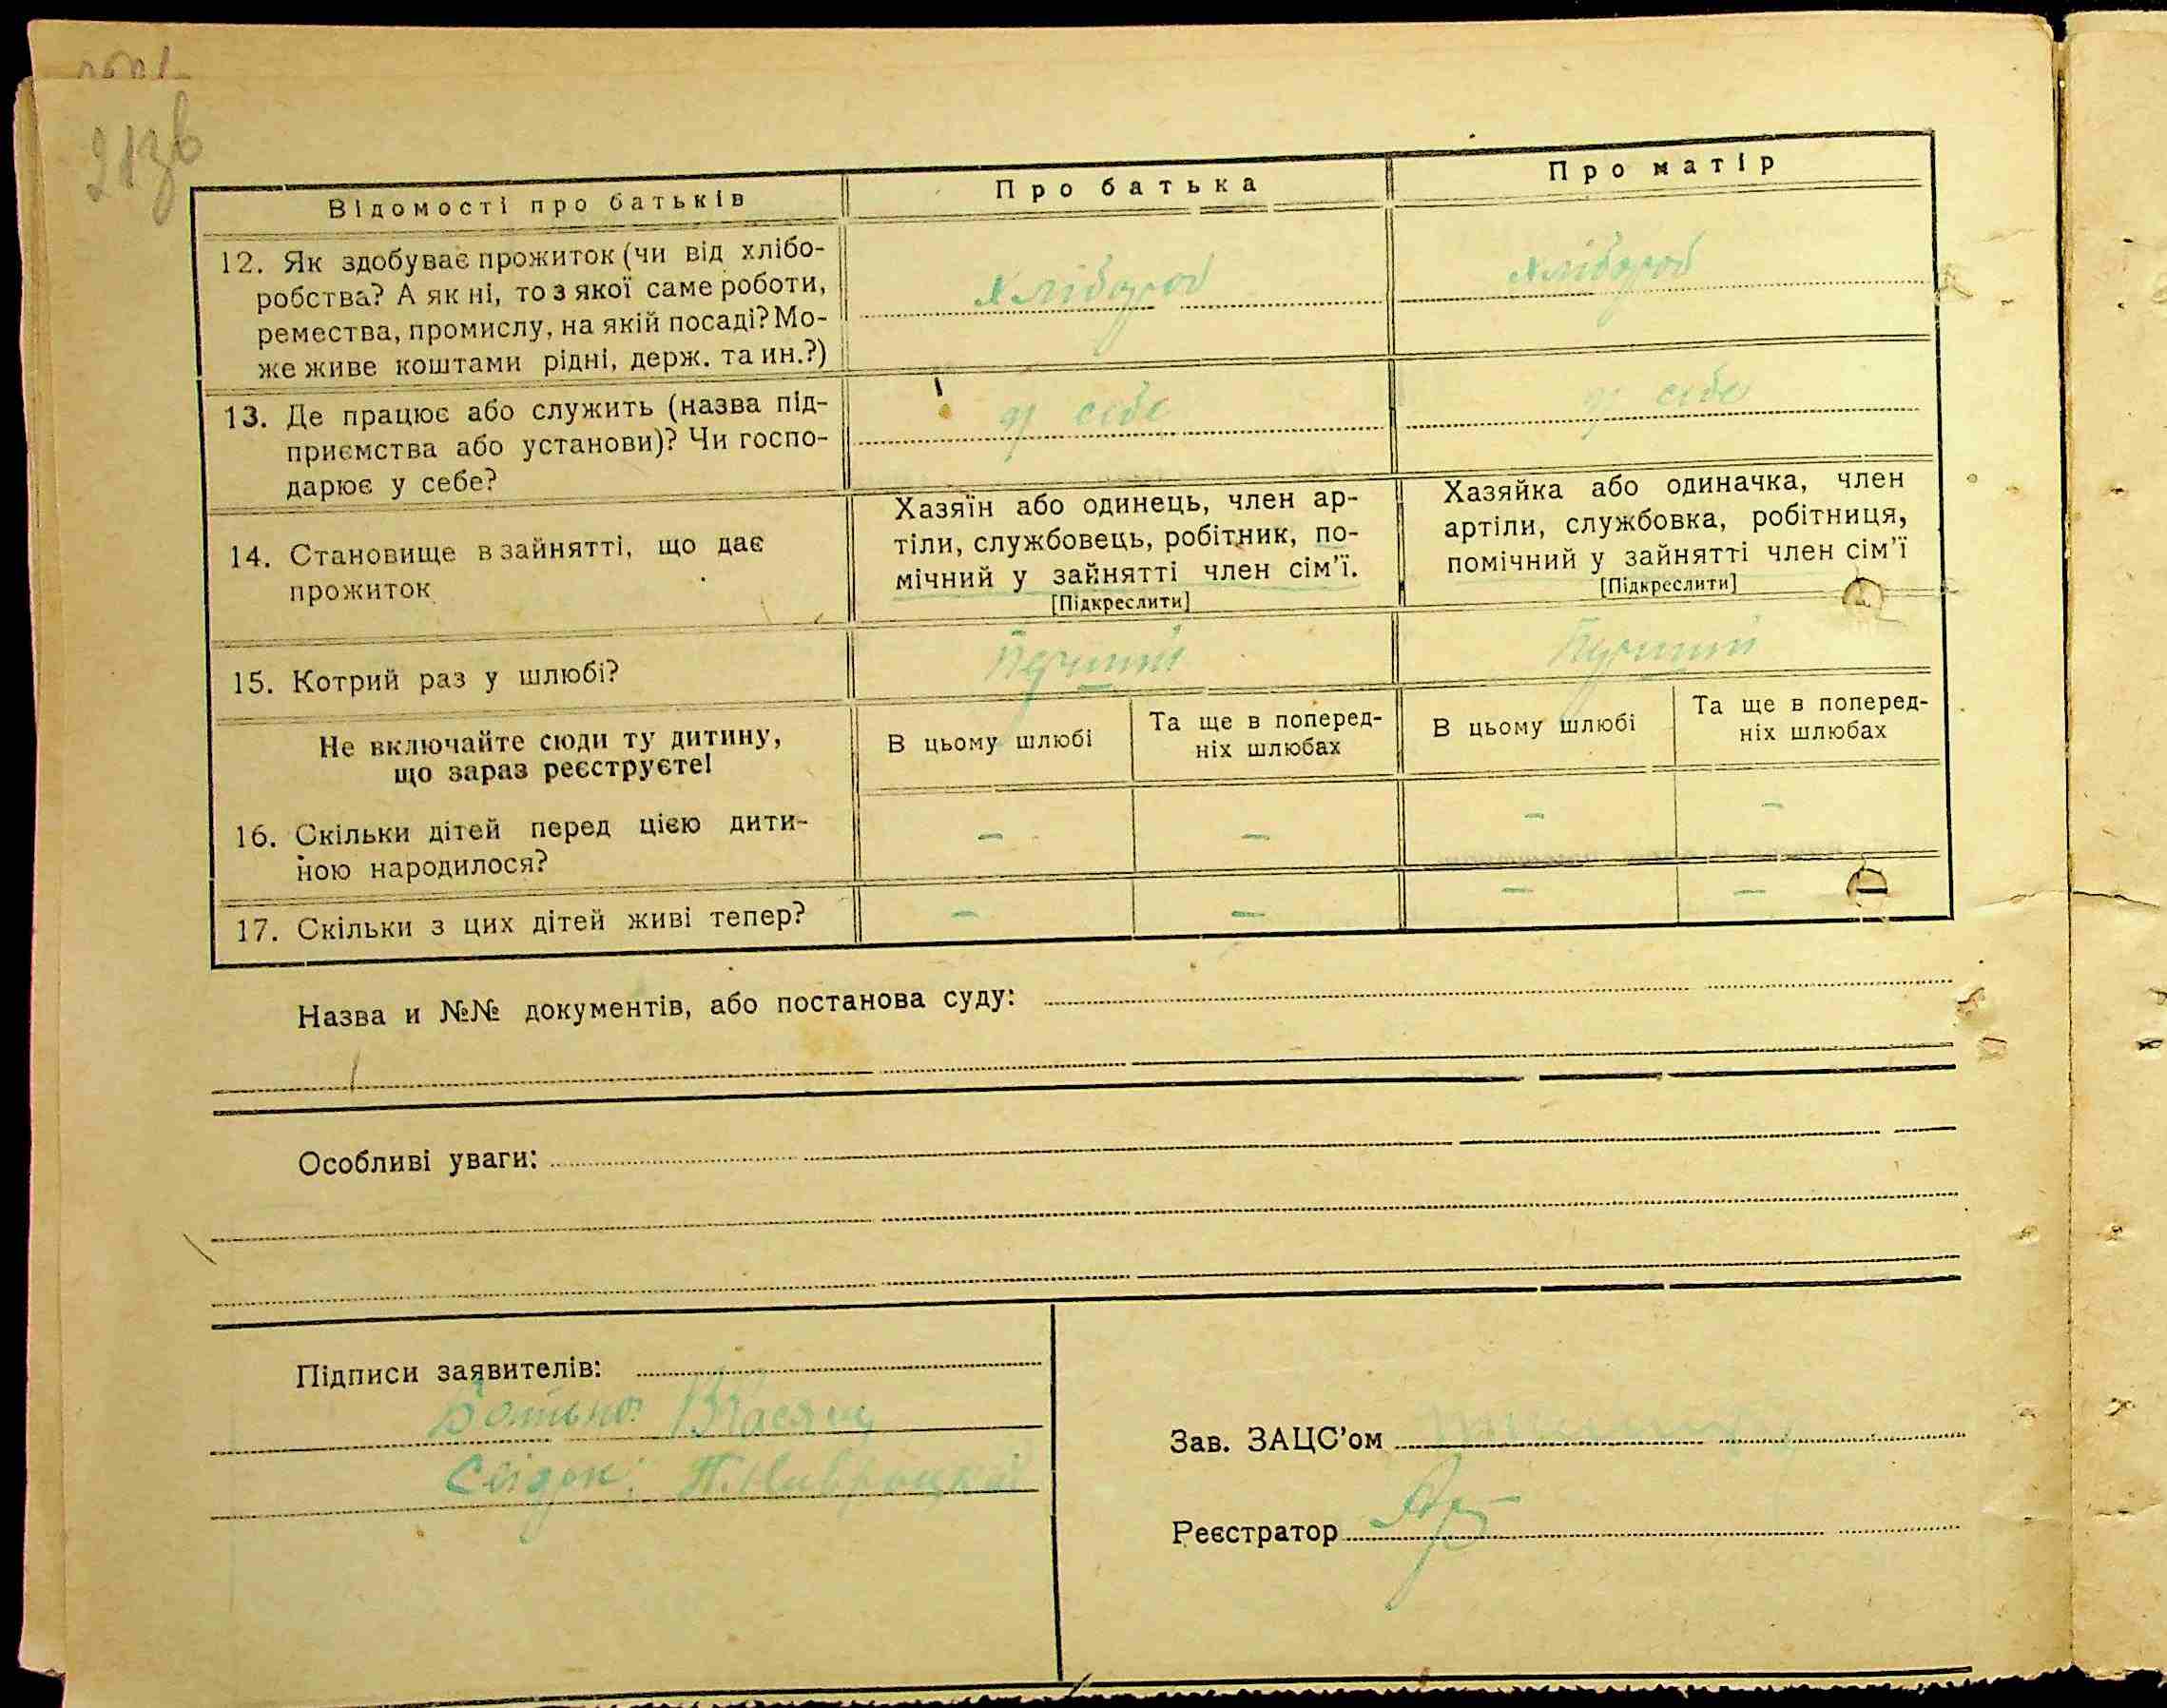 213в
Відомості про батьків
Про батька
Про матір
12. Як здобуває прожиток (чи від хлібо-
робства? А як ні, то з якої саме роботи,
ремества, промислу, на якій посаді? Мо-
же живе коштами рідні, держ. та ин.?)
хлібороб
хлібороб
13. Де працює або служить (назва під-
приємства або установи)? Чи госпо-
дарює у себе?
у себе
у себе
14. Становище в зайнятті, що дає
прожиток
Хазяїн або одинець, член ар-
тіли, службовець, робітник, по-
мічний у зайнятті член сім'ї.
[Підкреслити]
Хазяйка або одиначка, член
артіли, службовка, робітниця,
помічний у зайнятті член сім'ї
[Підкреслити]
15. Котрий раз у шлюбі?
Перший
Перший
Не включайте сюди ту дитину,
що зараз реєструєте!
В цьому шлюбі
Та ще в поперед-
ніх шлюбах
В цьому шлюбі
Та ще в поперед-
ніх шлюбах
16. Скільки дітей перед цією дити-
ною народилося?
– – – –
17. Скільки з цих дітей живі тепер?
– – – –
Назва и №№ документів, або постанова суду:
Особливі уваги:
Підписи заявителів:
Батько:
Свідок:
Зав. ЗАЦС'ом
Реєстратор